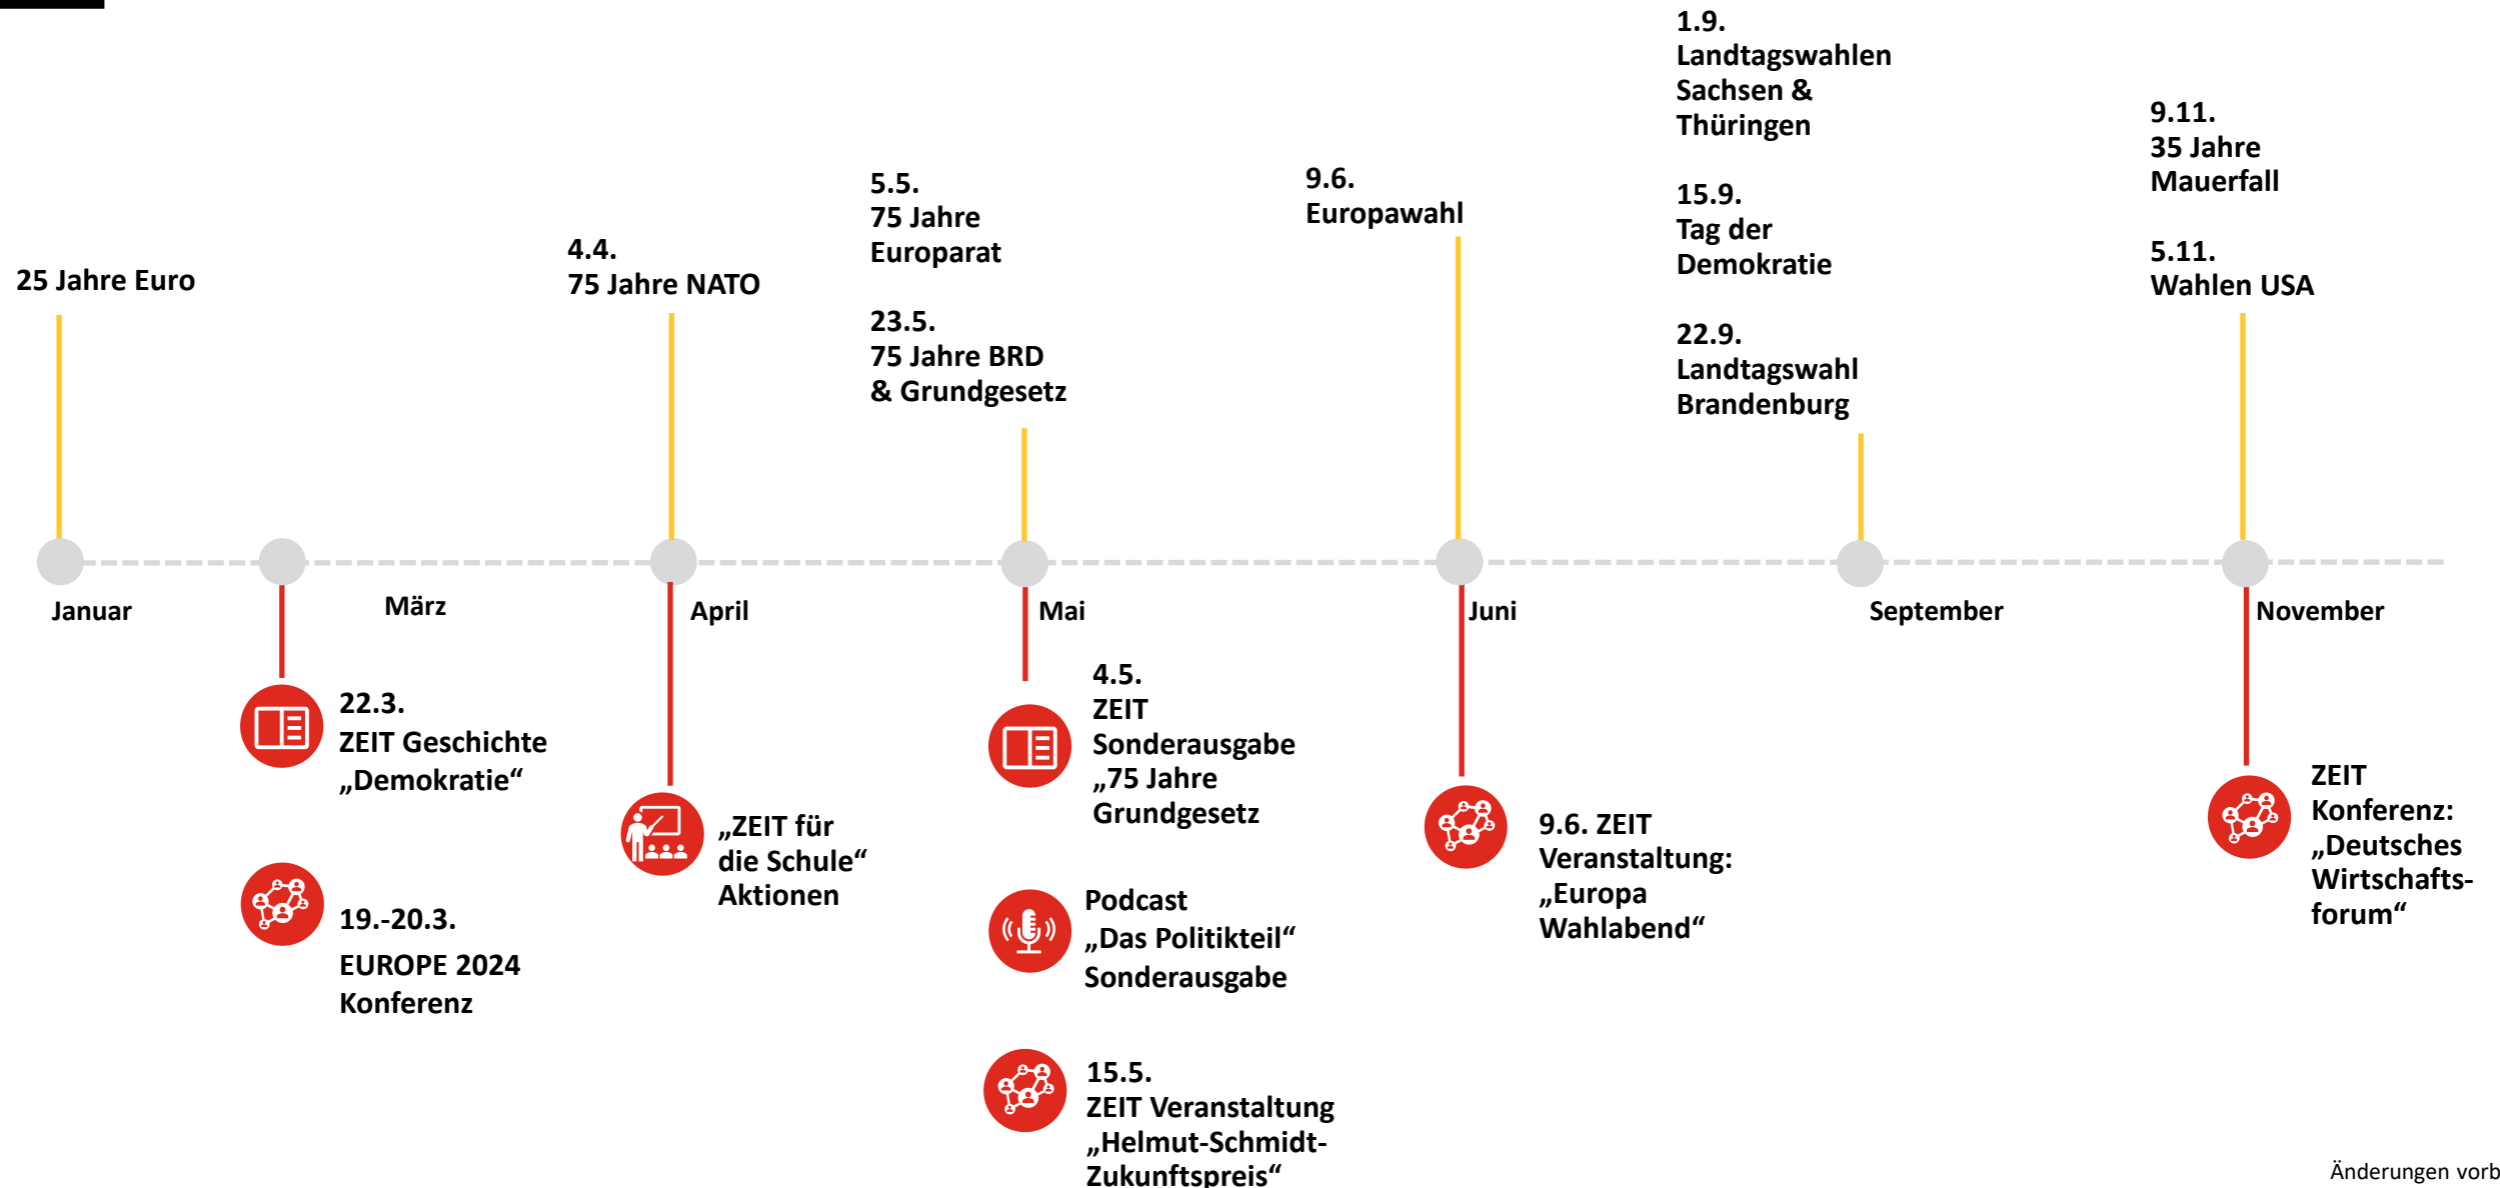 25 Jahre Euro
4.4.
75 Jahre NATO
5.5.
75 Jahre
Europarat
23.5.
75 Jahre BRD
& Grundgesetz
9.6.
Europawahl
1.9.
Landtagswahlen
Sachsen &
Thüringen
15.9.
Tag der
Demokratie
22.9.
Landtagswahl
Brandenburg
9.11.
35 Jahre
Mauerfall
5.11.
Wahlen USA
Januar
März
April
Mai
Juni
September
November
22.3.
ZEIT Geschichte
„Demokratie“
19.-20.3.
EUROPE 2024
Konferenz
„ZEIT für
die Schule“
Aktionen
4.5.
ZEIT
Sonderausgabe
„75 Jahre
Grundgesetz
Podcast
„Das Politikteil“
Sonderausgabe
15.5.
ZEIT Veranstaltung
„Helmut-Schmidt-
Zukunftspreis“
9.6. ZEIT
Veranstaltung:
„Europa
Wahlabend“
ZEIT
Konferenz:
„Deutsches
Wirtschafts-
forum“
Änderungen vorb